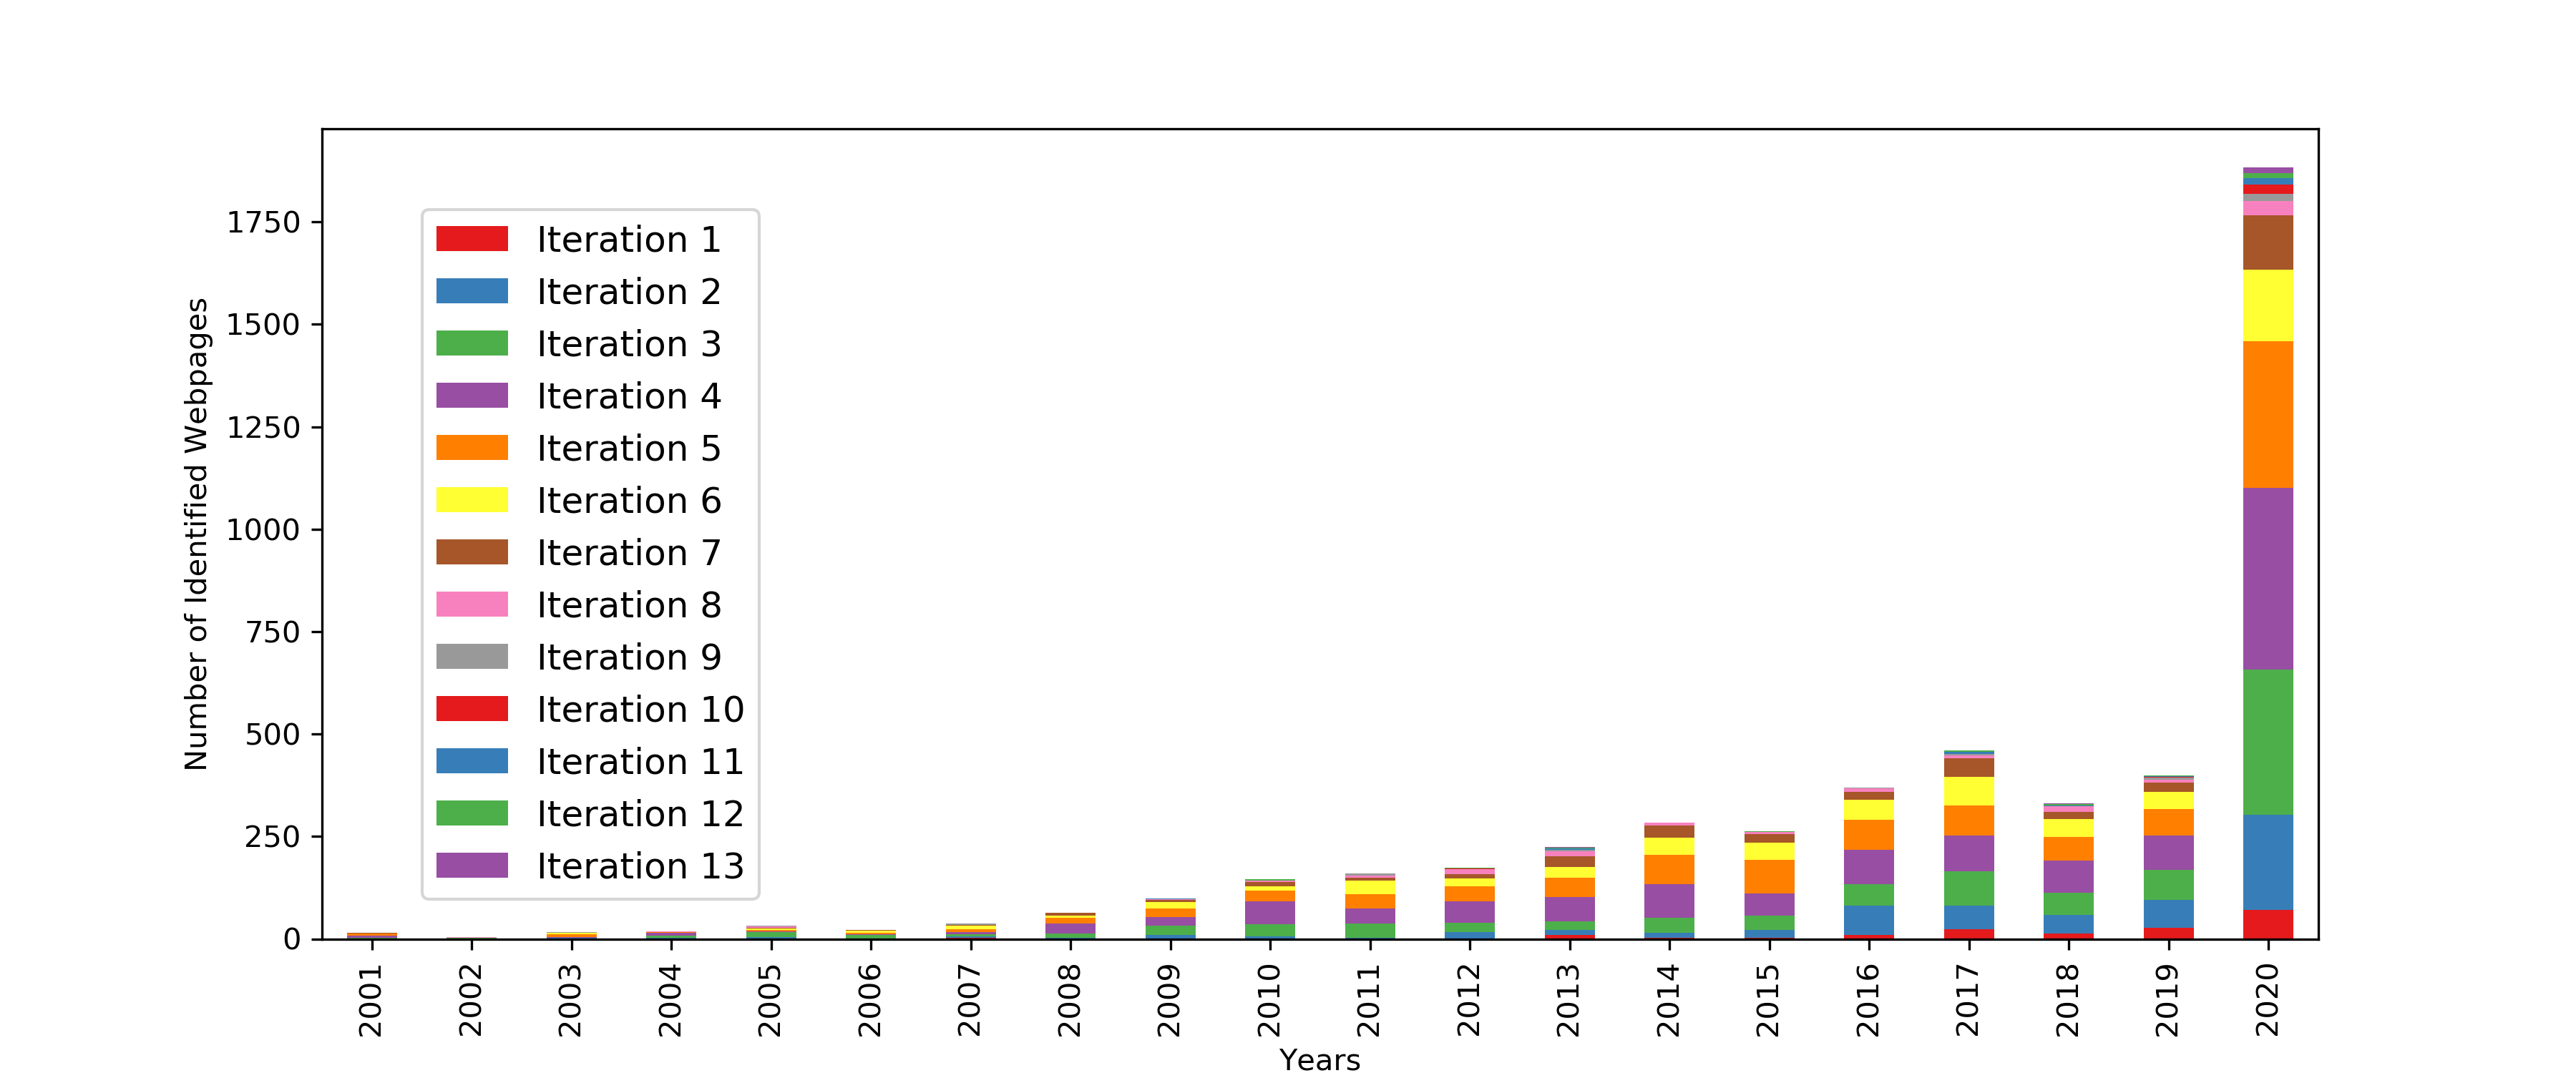 Number of Identified Webpages
1750
1500
1250
1000
750
500
250
0
Iteration 1
Iteration 2
Iteration 3
Iteration 4
Iteration 5
Iteration 6
Iteration 7
Iteration 8
Iteration 9
Iteration 10
Iteration 11
Iteration 12
Iteration 13
2001
2002
2003
2004
2005
2006
2007
2008
2009
2010
2011
2012
2013
2014
2015
2016
2017
2018
2019
2020
Years